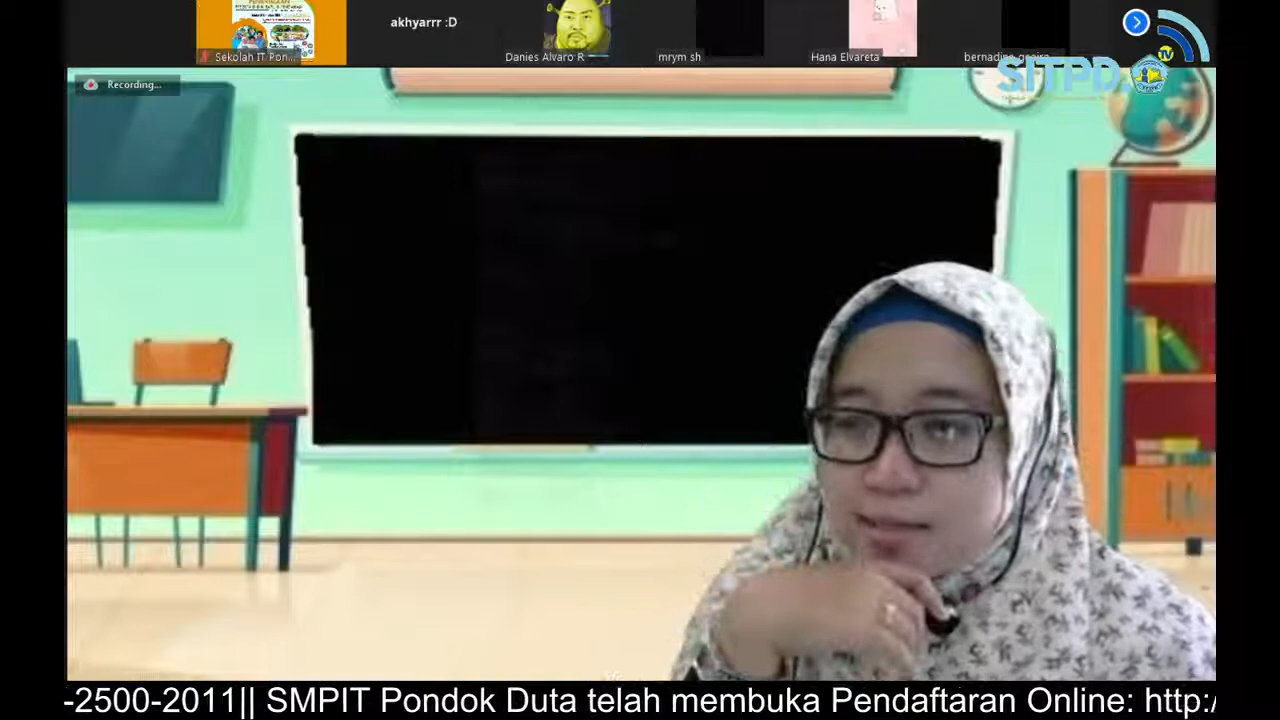 akhyarrr :D
Sekolah IT Pon...
Danies Alvaro R
mrym sh
Hana Elvareta
Recording...
SITPD.
TV
-2500-2011|| SMPIT Pondok Duta telah membuka Pendaftaran Online: http:/